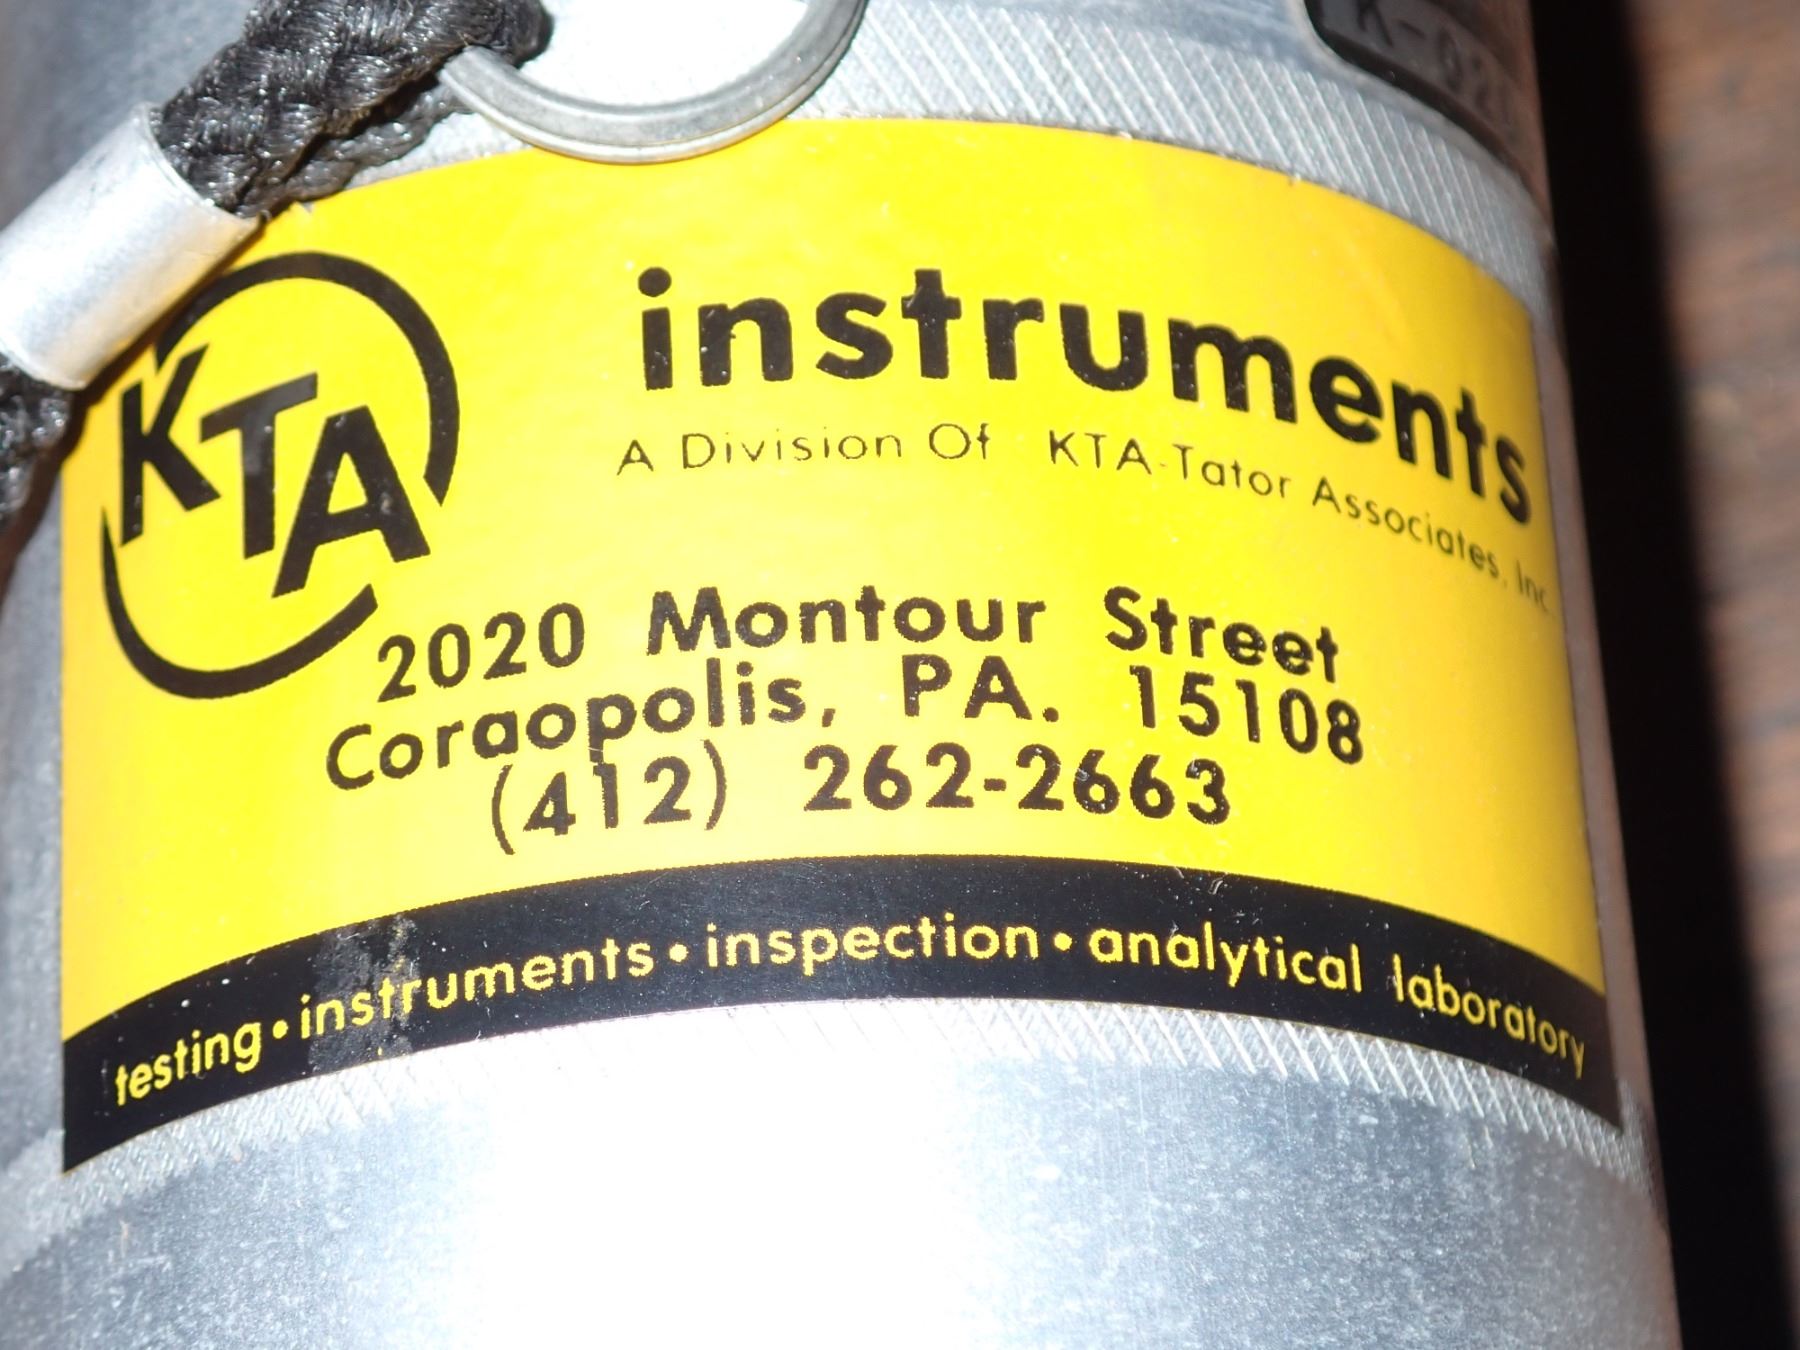 KTA
instruments
A Division Of KTA-Tator Associates, Inc.
2020 Montour Street
Coraopolis, PA. 15108
(412) 262-2663
testing • instruments • inspection • analytical laboratory